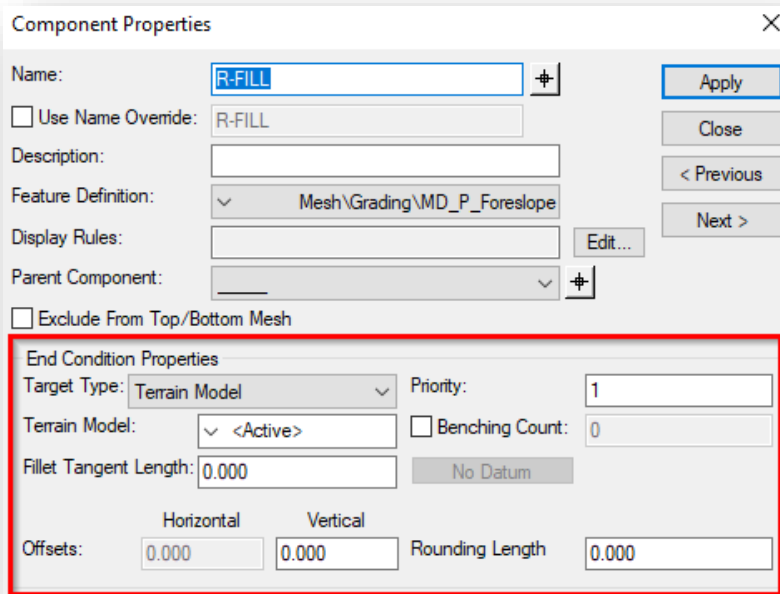 Component Properties
Name: R-FILL Apply
Use Name Override: R-FILL Close
Description: < Previous
Feature Definition: Mesh\Grading\MD_P_Foreslope Next >
Display Rules: Edit...
Parent Component:
Exclude From Top/Bottom Mesh
End Condition Properties
Target Type: Terrain Model Priority: 1
Terrain Model: <Active> Benching Count: 0
Fillet Tangent Length: 0.000 No Datum
Horizontal Vertical
Offsets: 0.000 0.000 Rounding Length 0.000